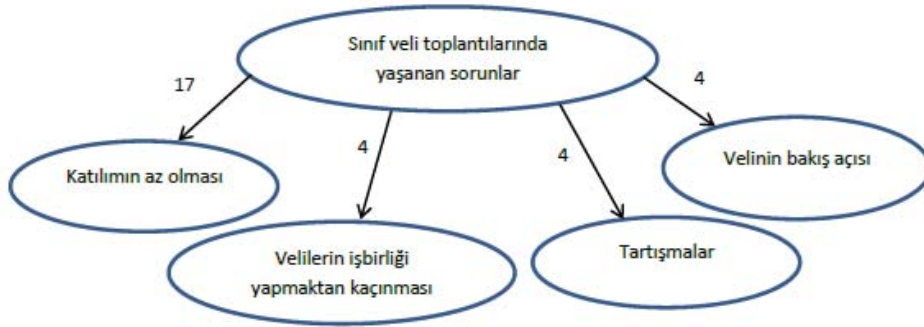 Sınıf veli toplantılarında
yaşanan sorunlar
17
4
4
4
Katılımın az olması
Velinin bakış açısı
Velilerin işbirliği
yapmaktan kaçınması
Tartışmalar